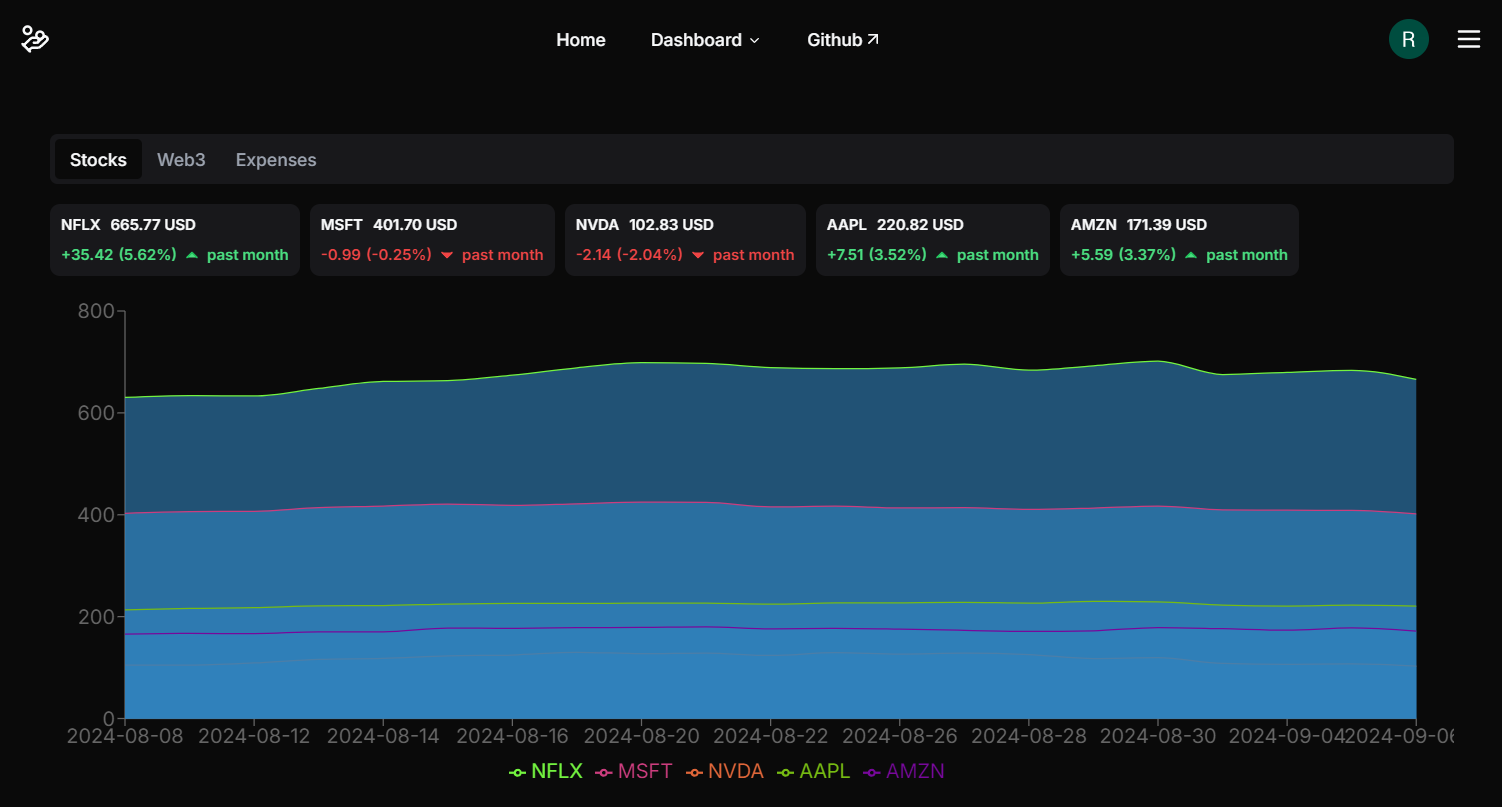 Home Dashboard Github R
Stocks Web3 Expenses
NFLX 665.77 USD MSFT 401.70 USD NVDA 102.83 USD AAPL 220.82 USD AMZN 171.39 USD
+35.42 (5.62%) past month -0.99 (-0.25%) past month -2.14 (-2.04%) past month +7.51 (3.52%) past month +5.59 (3.37%) past month
800
600
400
200
0
2024-08-08 2024-08-12 2024-08-14 2024-08-16 2024-08-20 2024-08-22 2024-08-26 2024-08-28 2024-08-30 2024-09-04 2024-09-06
NFLX MSFT NVDA AAPL AMZN